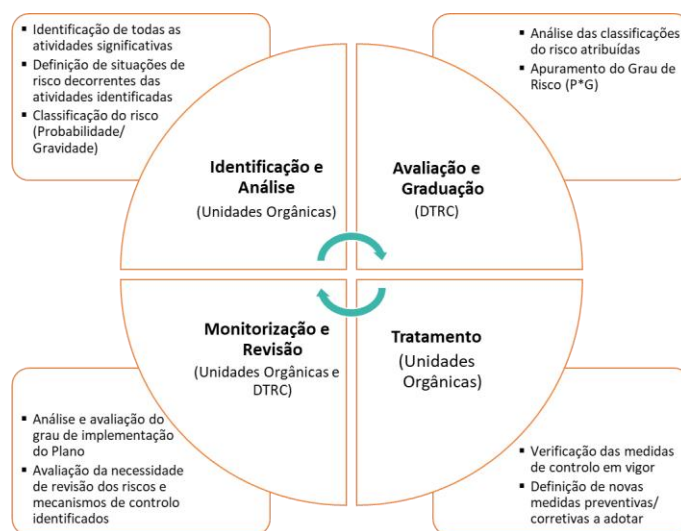 ▪ Identificação de todas as
atividades significativas
▪ Definição de situações de
risco decorrentes das
atividades identificadas
▪ Classificação do risco
(Probabilidade/
Gravidade)
▪ Análise das classificações
do risco atribuídas
▪ Apuramento do Grau de
Risco (P*G)
Identificação e
Análise
(Unidades Orgânicas)
Avaliação e
Graduação
(DTRC)
Monitorização e
Revisão
(Unidades Orgânicas e
DTRC)
Tratamento
(Unidades
Orgânicas)
▪ Análise e avaliação do
grau de implementação
do Plano
▪ Avaliação da necessidade
de revisão dos riscos e
mecanismos de controlo
identificados
▪ Verificação das medidas
de controlo em vigor
▪ Definição de novas
medidas preventivas/
corretivas a adotar